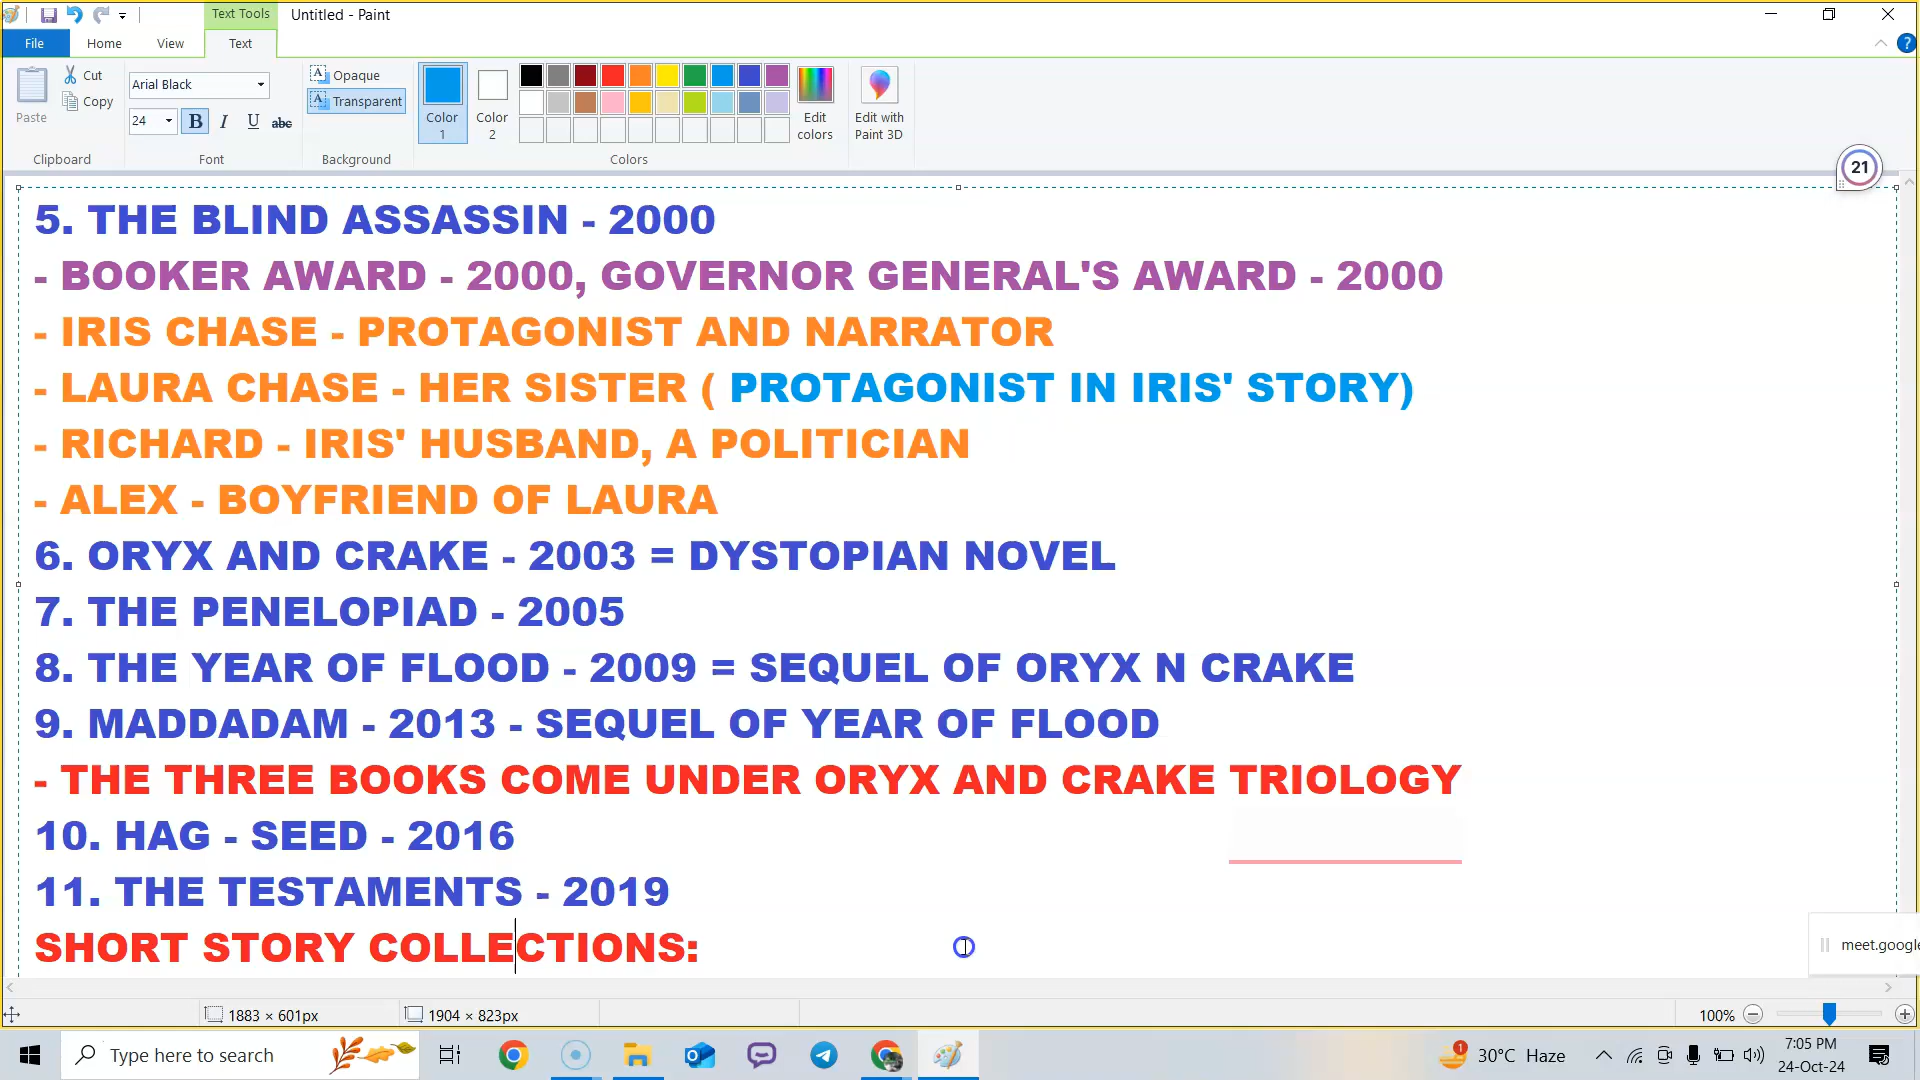 Text Tools
Untitled - Paint
File
Home
View
Text
Paste
Cut
Copy
Clipboard
Arial Black
24
B I U abc
Font
Opaque
Transparent
Background
Color 1
Color 2
Edit colors
Colors
Edit with Paint 3D
21
5. THE BLIND ASSASSIN - 2000
- BOOKER AWARD - 2000, GOVERNOR GENERAL'S AWARD - 2000
- IRIS CHASE - PROTAGONIST AND NARRATOR
- LAURA CHASE - HER SISTER ( PROTAGONIST IN IRIS' STORY)
- RICHARD - IRIS' HUSBAND, A POLITICIAN
- ALEX - BOYFRIEND OF LAURA
6. ORYX AND CRAKE - 2003 = DYSTOPIAN NOVEL
7. THE PENELOPIAD - 2005
8. THE YEAR OF FLOOD - 2009 = SEQUEL OF ORYX N CRAKE
9. MADDADAM - 2013 - SEQUEL OF YEAR OF FLOOD
- THE THREE BOOKS COME UNDER ORYX AND CRAKE TRIOLOGY
10. HAG - SEED - 2016
11. THE TESTAMENTS - 2019
SHORT STORY COLLECTIONS:
meet.google
1883 × 601px
1904 × 823px
100%
Type here to search
1
30°C Haze
7:05 PM
24-Oct-24